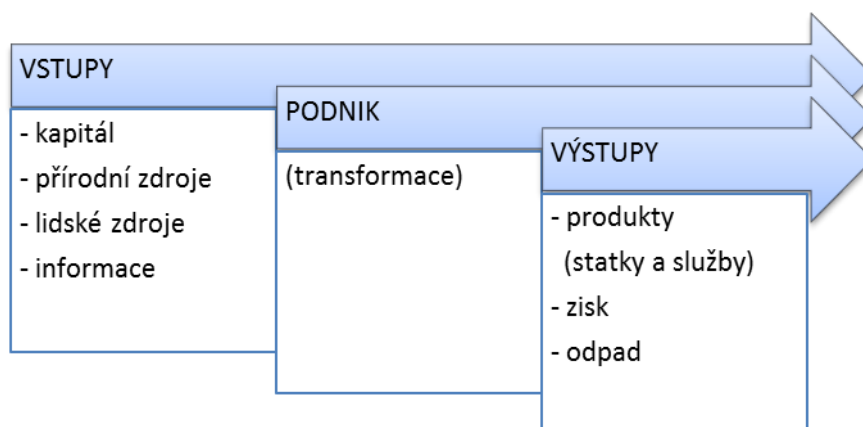 VSTUPY
- kapitál
- přírodní zdroje
- lidské zdroje
- informace
PODNIK
(transformace)
VÝSTUPY
- produkty
(statky a služby)
- zisk
- odpad